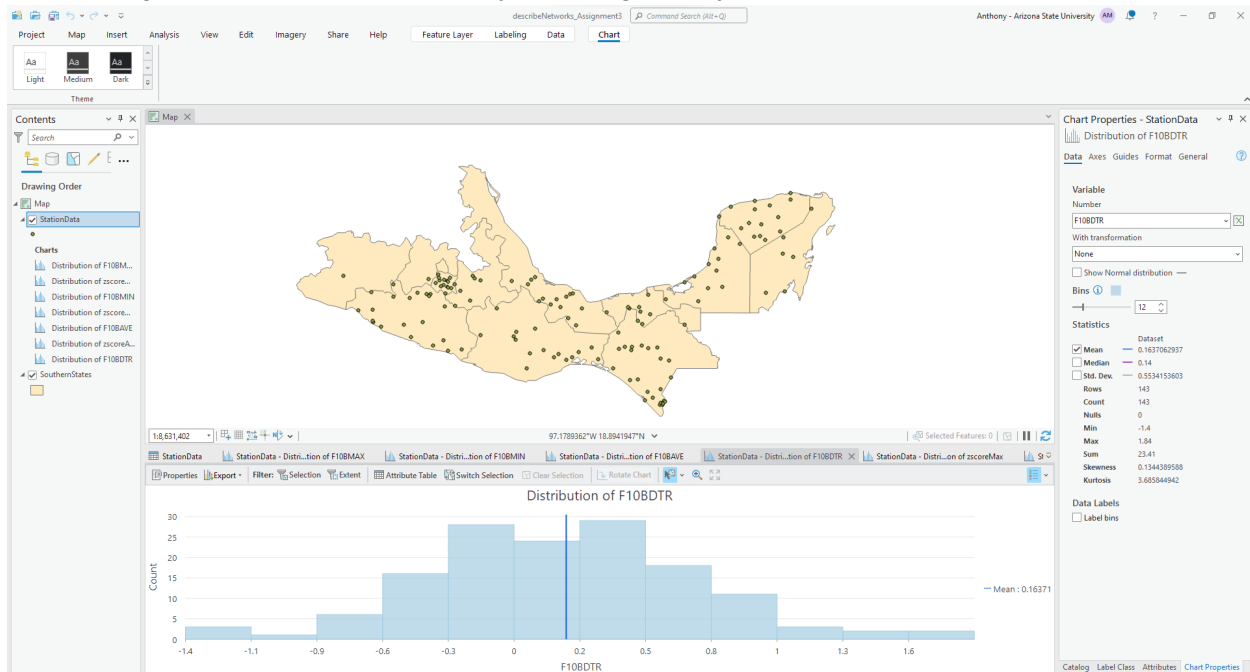 describeNetworks_Assignment3
Command Search (Alt+Q)
Anthony - Arizona State University
AM
?
Project Map Insert Analysis View Edit Imagery Share Help Feature Layer Labeling Data Chart
Aa Aa Aa
Light Medium Dark
Theme
Contents
Search
Drawing Order
Map
StationData
Charts
Distribution of F10BM...
Distribution of zscore...
Distribution of F10BMIN
Distribution of zscore...
Distribution of F10BAVE
Distribution of zscoreA...
Distribution of F10BDTR
SouthernStates
Map
1:8,631,402
97.1789362°W 18.8941947°N
Selected Features: 0
StationData
StationData - Distri...tion of F10BMAX
StationData - Distri...tion of F10BMIN
StationData - Distri...tion of F10BAVE
StationData - Distri...tion of F10BDTR
StationData - Distri...on of zscoreMax
Properties Export Filter: Selection Extent Attribute Table Switch Selection Clear Selection Rotate Chart
Distribution of F10BDTR
Count
30
25
20
15
10
5
0
-1.4 -1.1 -0.9 -0.6 -0.3 0 0.2 0.5 0.8 1 1.3 1.6
F10BDTR
Mean : 0.16371
Chart Properties - StationData
Distribution of F10BDTR
Data Axes Guides Format General
Variable
Number
F10BDTR
With transformation
None
Show Normal distribution
Bins
12
Statistics
Dataset
Mean 0.1637062937
Median 0.14
Std. Dev. 0.5534153603
Rows 143
Count 143
Nulls 0
Min -1.4
Max 1.84
Sum 23.41
Skewness 0.1344389588
Kurtosis 3.685844942
Data Labels
Label bins
Catalog Label Class Attributes Chart Properties